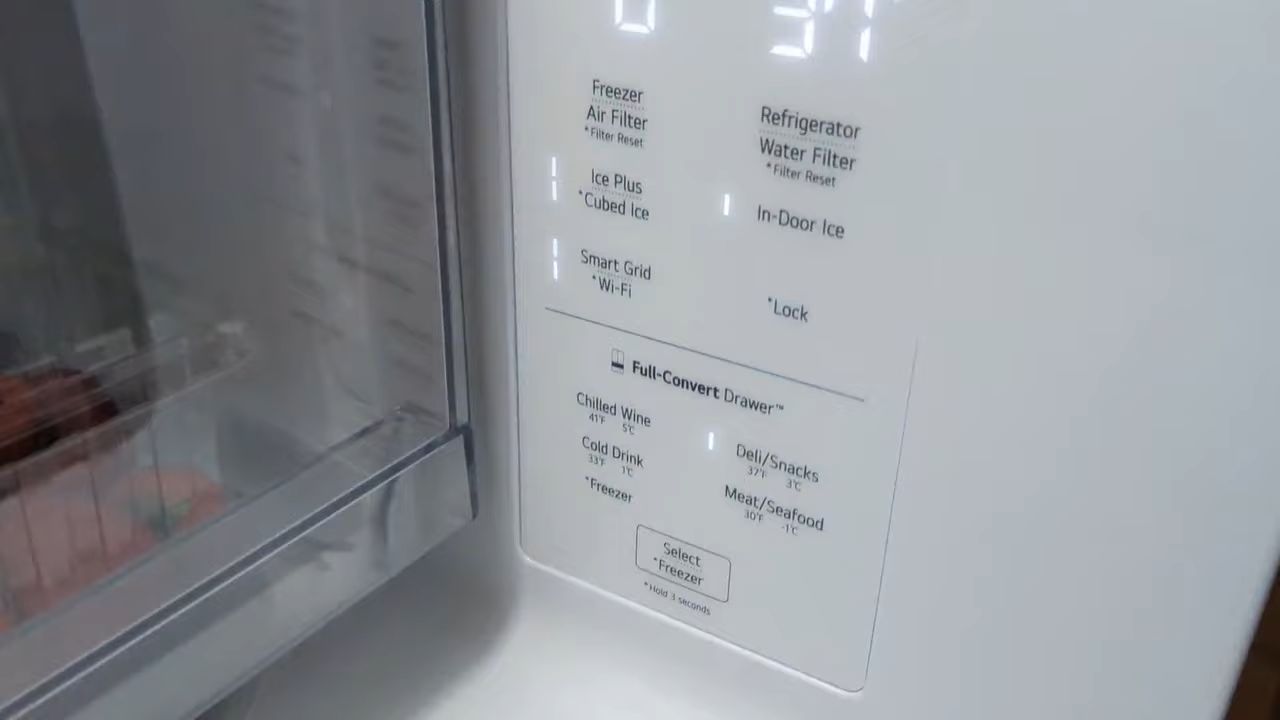 Freezer
Air Filter
*Filter Reset
Ice Plus
*Cubed Ice
Smart Grid
*Wi-Fi
Refrigerator
Water Filter
*Filter Reset
In-Door Ice
*Lock
Full-Convert Drawer™
Chilled Wine
41°F 5°C
Cold Drink
33°F 1°C
*Freezer
Deli/Snacks
37°F 3°C
Meat/Seafood
30°F -1°C
Select
*Freezer
*Hold 3 seconds